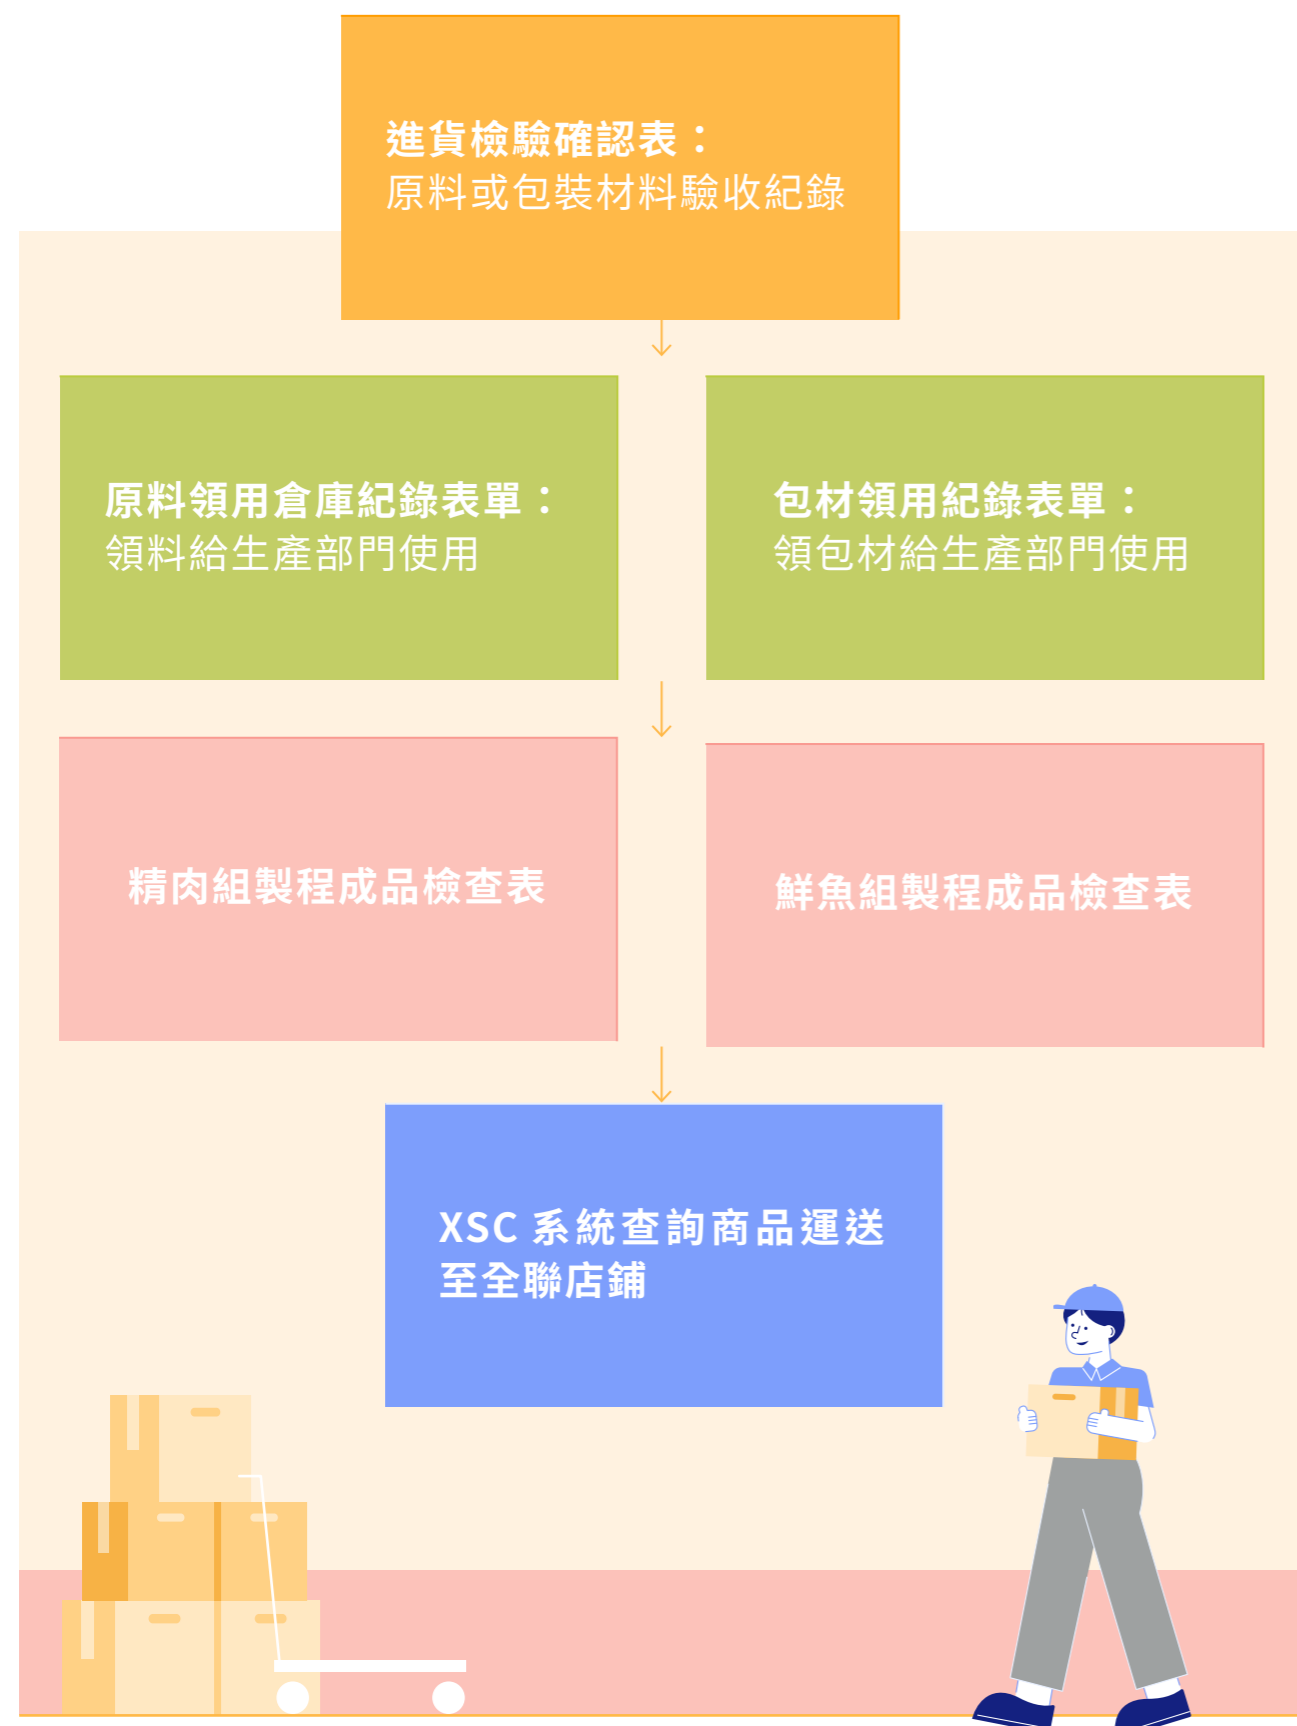 進貨檢驗確認表：
原料或包裝材料驗收紀錄
原料領用倉庫紀錄表單：
領料給生產部門使用
包材領用紀錄表單：
領包材給生產部門使用
精肉組製程成品檢查表
鮮魚組製程成品檢查表
XSC 系統查詢商品運送
至全聯店鋪